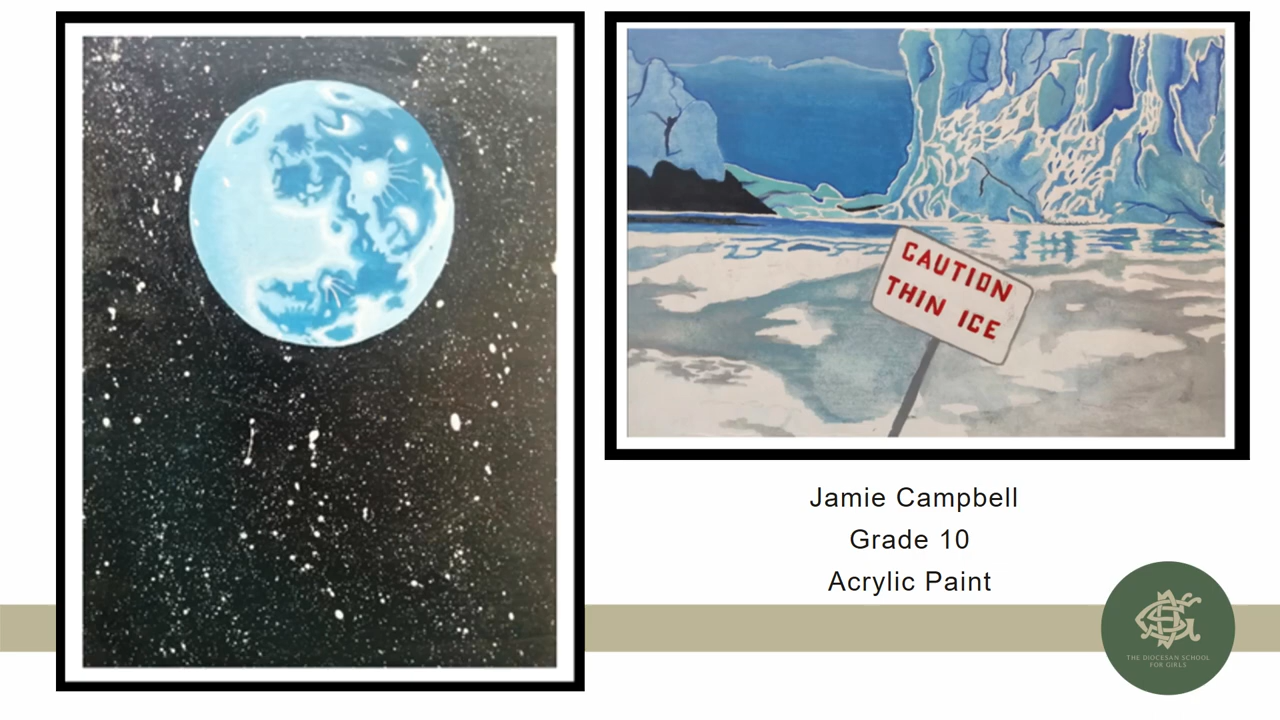 CAUTION
THIN ICE
Jamie Campbell
Grade 10
Acrylic Paint
THE DIOCESAN SCHOOL
FOR GIRLS